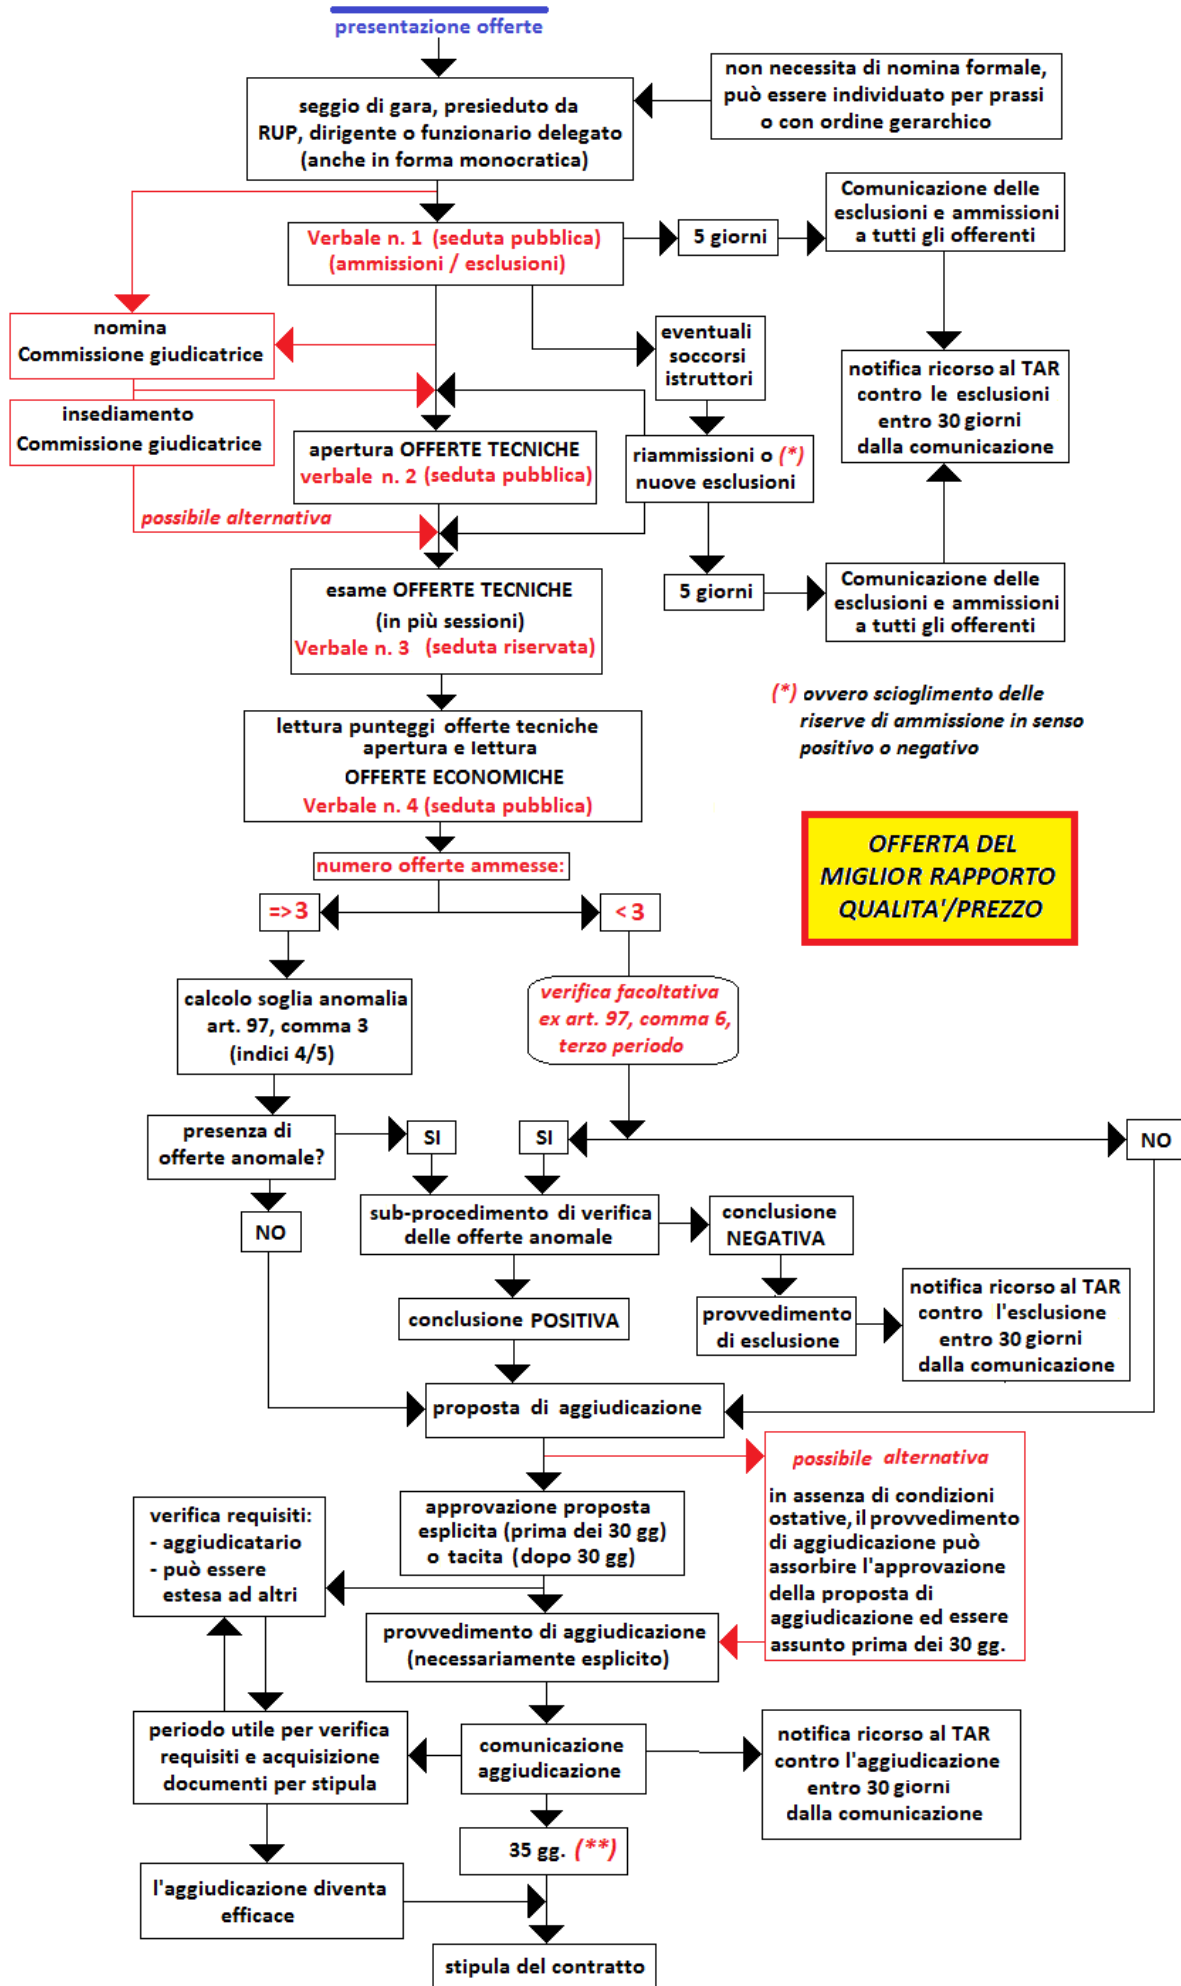 presentazione offerte
seggio di gara, presieduto da
RUP, dirigente o funzionario delegato
(anche in forma monocratica)
non necessita di nomina formale,
può essere individuato per prassi
o con ordine gerarchico
Verbale n. 1 (seduta pubblica)
(ammissioni / esclusioni)
5 giorni
Comunicazione delle
esclusioni e ammissioni
a tutti gli offerenti
nomina
Commissione giudicatrice
eventuali
soccorsi
istruttori
notifica ricorso al TAR
contro le esclusioni
entro 30 giorni
dalla comunicazione
insediamento
Commissione giudicatrice
apertura OFFERTE TECNICHE
verbale n. 2 (seduta pubblica)
riammissioni o (*)
nuove esclusioni
possibile alternativa
esame OFFERTE TECNICHE
(in più sessioni)
Verbale n. 3 (seduta riservata)
5 giorni
Comunicazione delle
esclusioni e ammissioni
a tutti gli offerenti
(*) ovvero scioglimento delle
riserve di ammissione in senso
positivo o negativo
lettura punteggi offerte tecniche
apertura e lettura
OFFERTE ECONOMICHE
Verbale n. 4 (seduta pubblica)
OFFERTA DEL
MIGLIOR RAPPORTO
QUALITA'/PREZZO
numero offerte ammesse:
=> 3
< 3
calcolo soglia anomalia
art. 97, comma 3
(indici 4/5)
verifica facoltativa
ex art. 97, comma 6,
terzo periodo
presenza di
offerte anomale?
SI
SI
NO
NO
sub-procedimento di verifica
delle offerte anomale
conclusione
NEGATIVA
conclusione POSITIVA
provvedimento
di esclusione
notifica ricorso al TAR
contro l'esclusione
entro 30 giorni
dalla comunicazione
proposta di aggiudicazione
possibile alternativa
in assenza di condizioni
ostative, il provvedimento
di aggiudicazione può
assorbire l'approvazione
della proposta di
aggiudicazione ed essere
assunto prima dei 30 gg.
approvazione proposta
esplicita (prima dei 30 gg)
o tacita (dopo 30 gg)
verifica requisiti:
- aggiudicatario
- può essere
estesa ad altri
provvedimento di aggiudicazione
(necessariamente esplicito)
periodo utile per verifica
requisiti e acquisizione
documenti per stipula
comunicazione
aggiudicazione
notifica ricorso al TAR
contro l'aggiudicazione
entro 30 giorni
dalla comunicazione
35 gg. (**)
l'aggiudicazione diventa
efficace
stipula del contratto